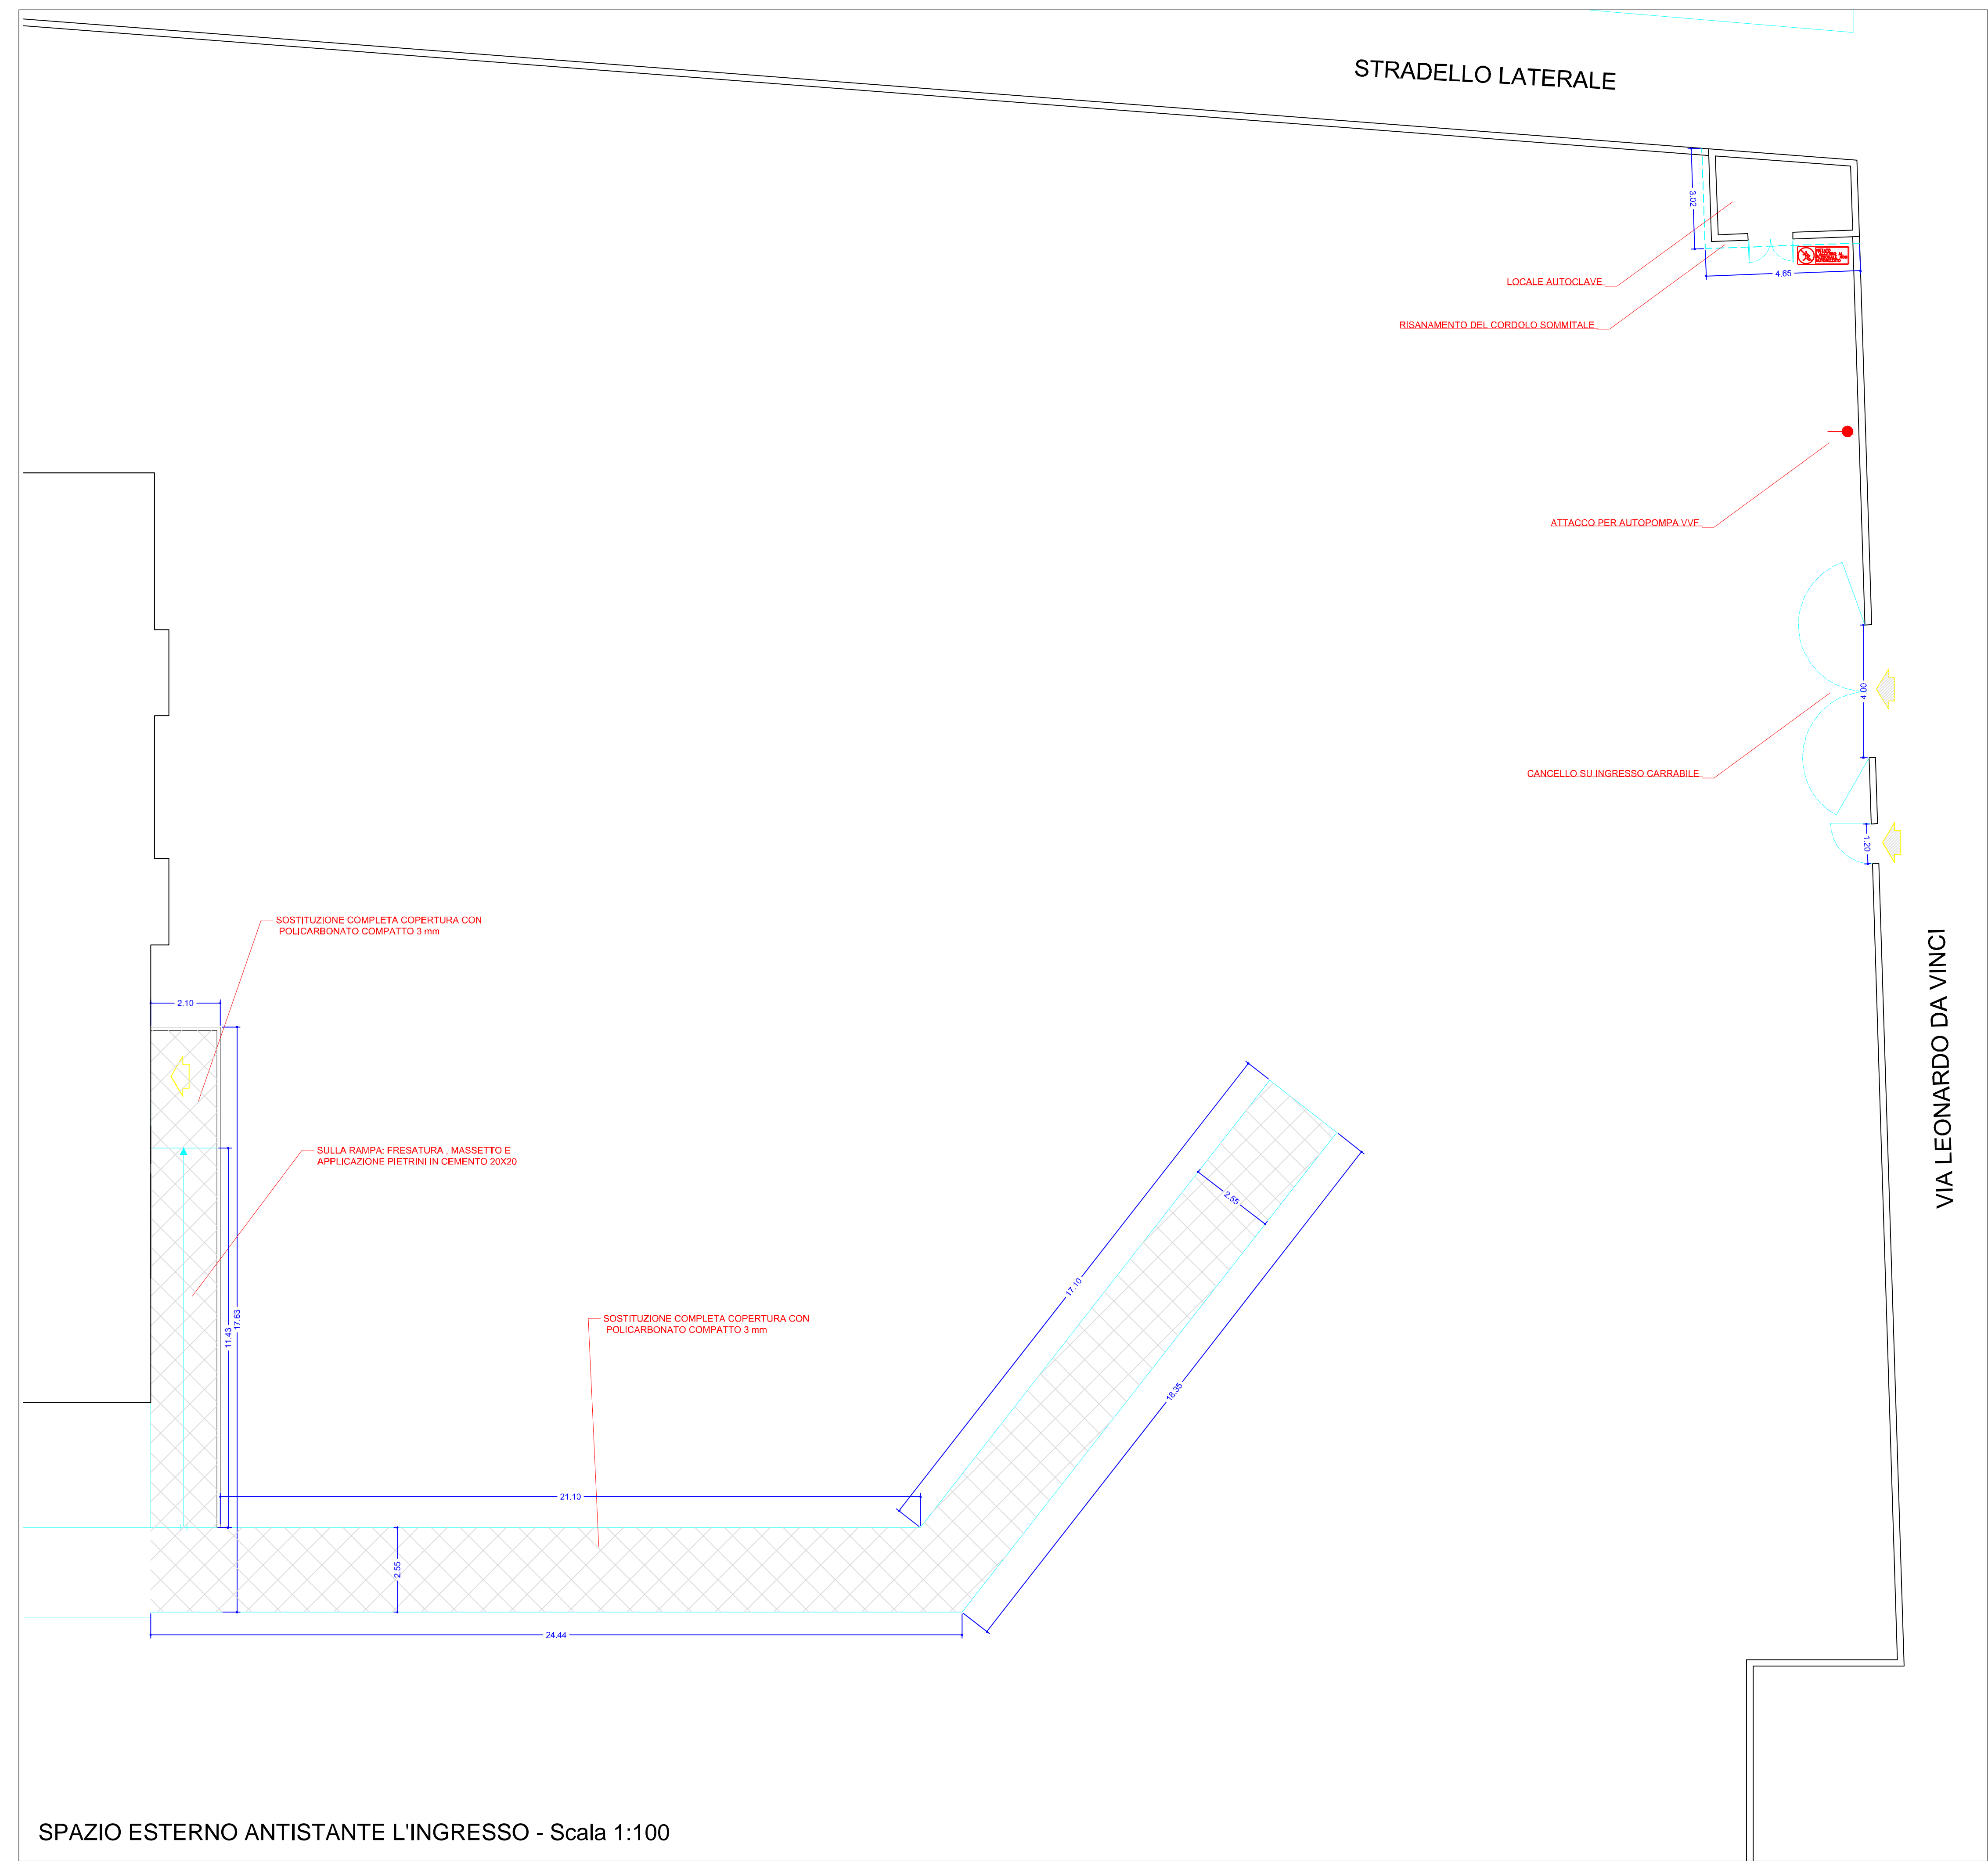 STRADELLO LATERALE
3.02
4.65
LOCALE AUTOCLAVE
RISANAMENTO DEL CORDOLO SOMMITALE
ATTACCO PER AUTOPOMPA VVF
4.00
CANCELLO SU INGRESSO CARRABILE
1.20
VIA LEONARDO DA VINCI
SOSTITUZIONE COMPLETA COPERTURA CON
POLICARBONATO COMPATTO 3 mm
2.10
SULLA RAMPA: FRESATURA , MASSETTO E
APPLICAZIONE PIETRINI IN CEMENTO 20X20
11.43
17.63
SOSTITUZIONE COMPLETA COPERTURA CON
POLICARBONATO COMPATTO 3 mm
2.55
17.10
18.35
21.10
2.55
24.44
SPAZIO ESTERNO ANTISTANTE L'INGRESSO - Scala 1:100